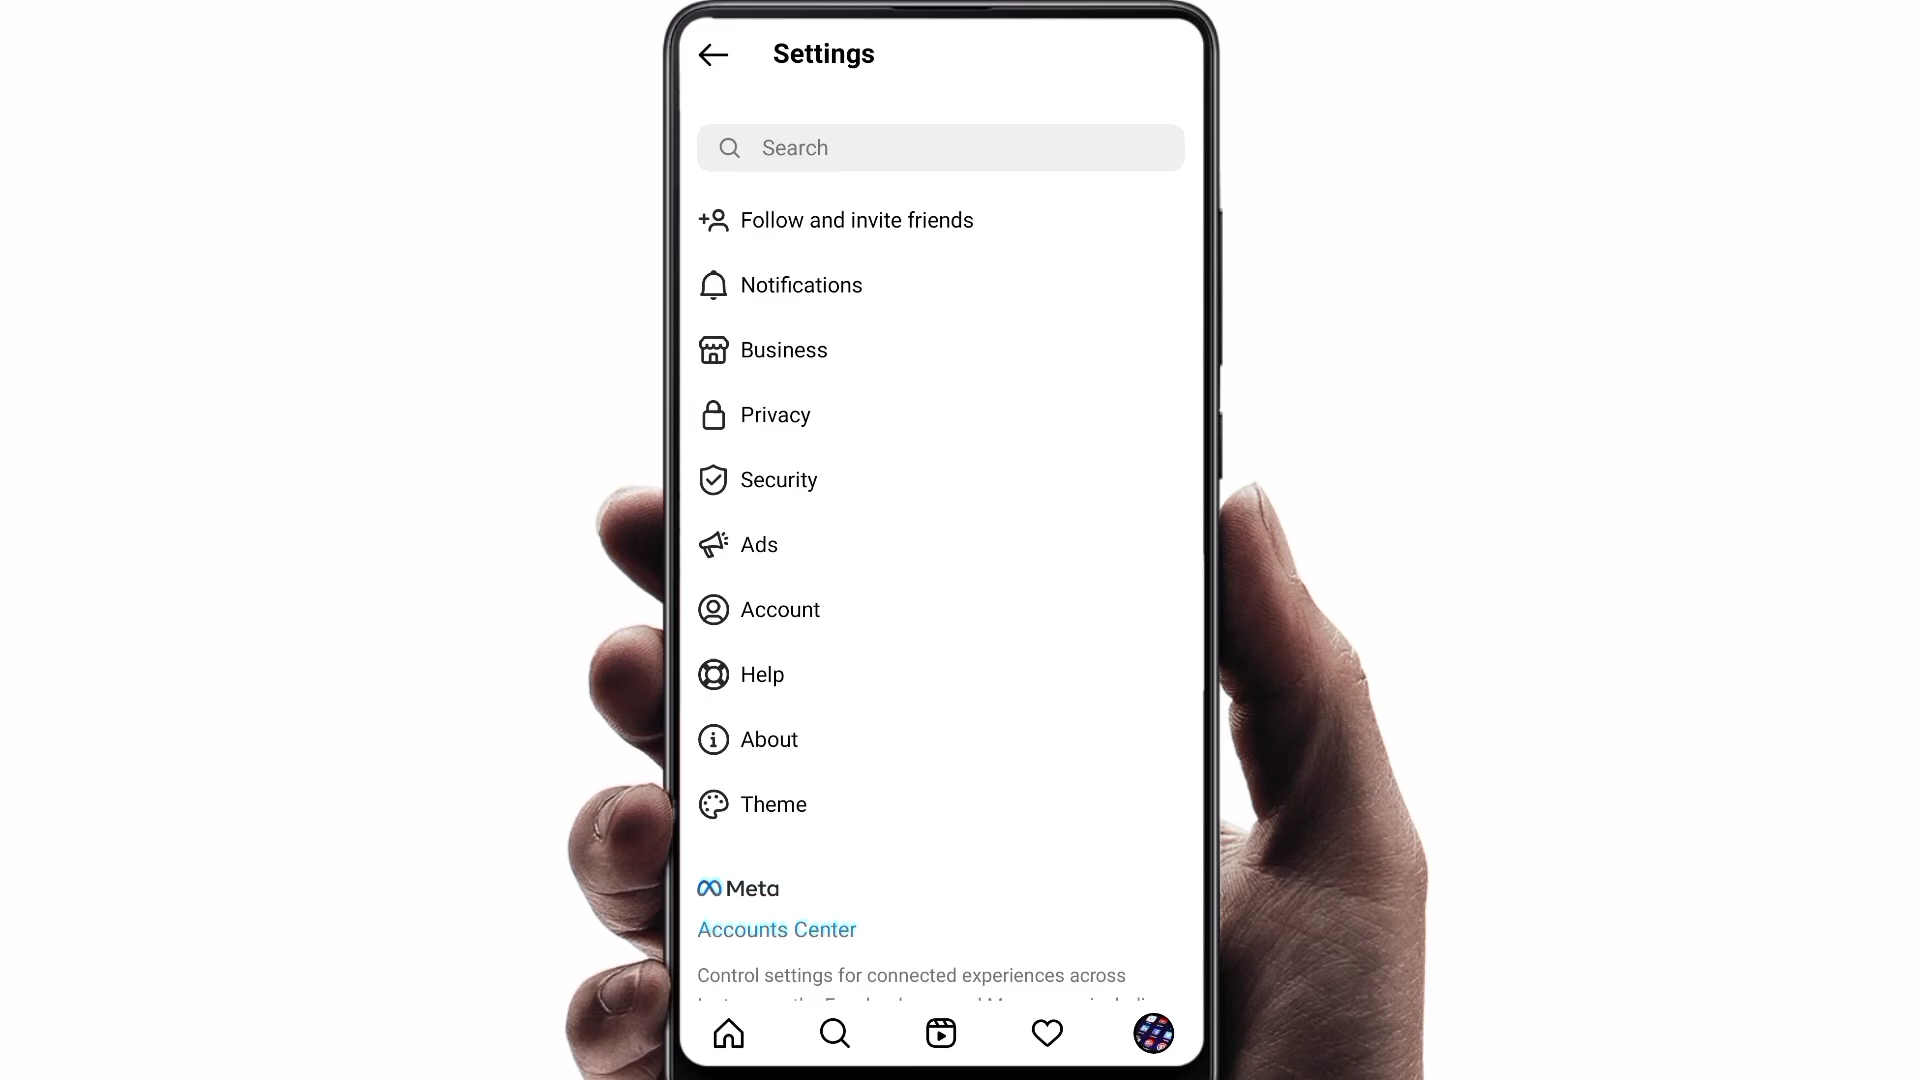 Settings
Search
Follow and invite friends
Notifications
Business
Privacy
Security
Ads
Account
Help
About
Theme
Meta
Accounts Center
Control settings for connected experiences across